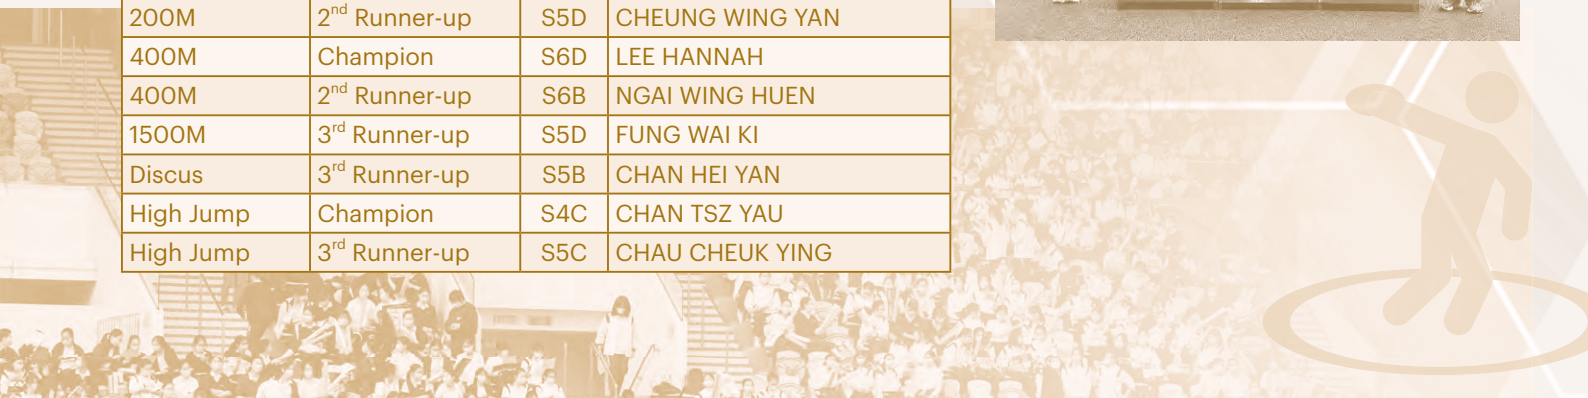 200M 2nd Runner-up S5D CHEUNG WING YAN
400M Champion S6D LEE HANNAH
400M 2nd Runner-up S6B NGAI WING HUEN
1500M 3rd Runner-up S5D FUNG WAI KI
Discus 3rd Runner-up S5B CHAN HEI YAN
High Jump Champion S4C CHAN TSZ YAU
High Jump 3rd Runner-up S5C CHAU CHEUK YING